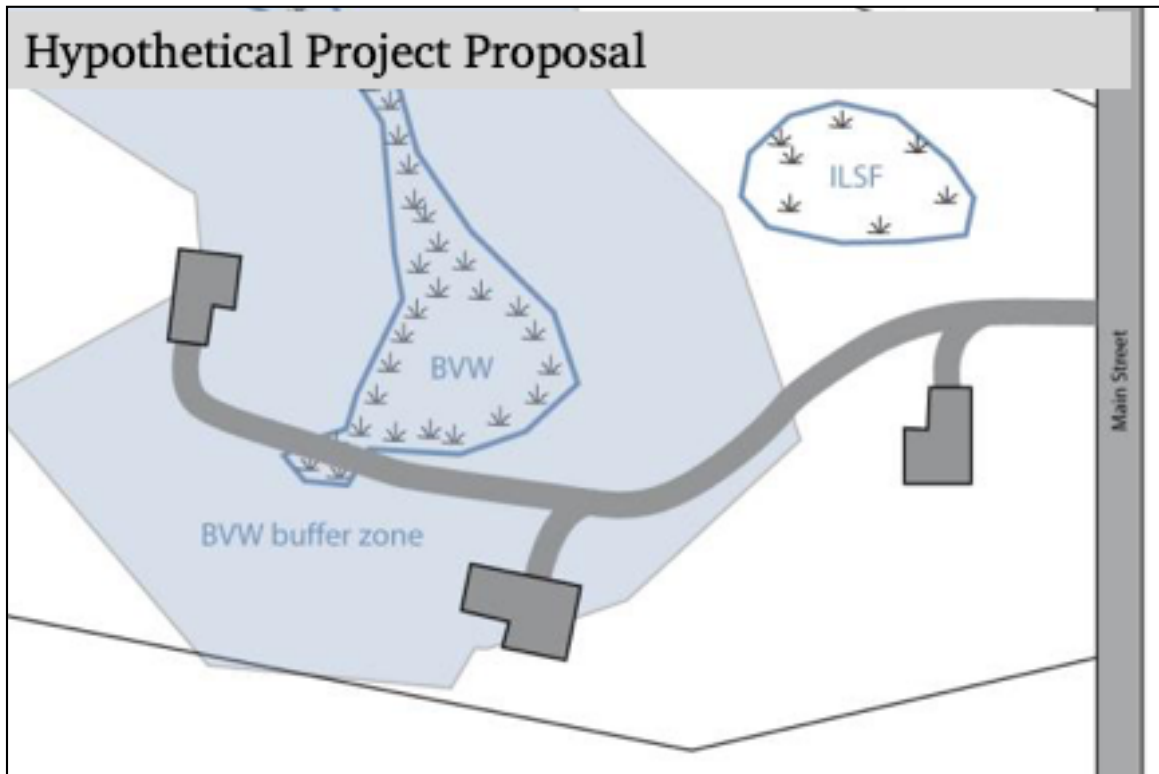 Hypothetical Project Proposal
ILSF
BVW
Main Street
BVW buffer zone